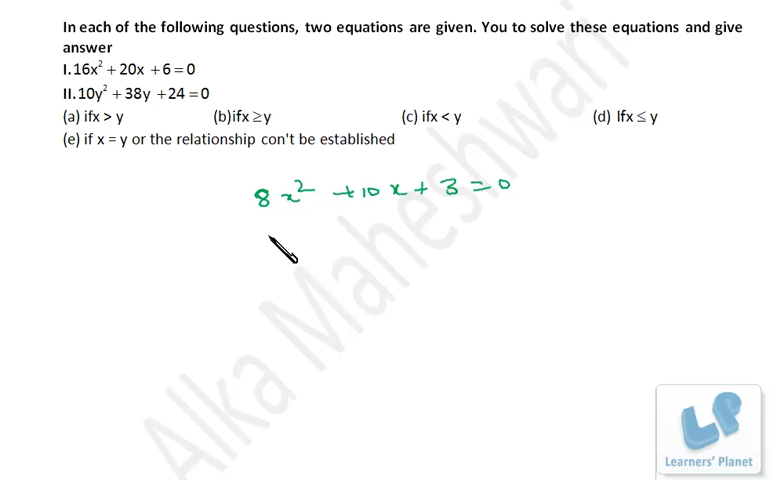 In each of the following questions, two equations are given. You to solve these equations and give
answer
I.16x² + 20x + 6 = 0
II.10y² + 38y + 24 = 0
(a) ifx > y (b)ifx ≥ y (c) ifx < y (d) Ifx ≤ y
(e) if x = y or the relationship con't be established
8x² + 10x + 3 = 0
Alka Maheshwari
LP
Learners' Planet